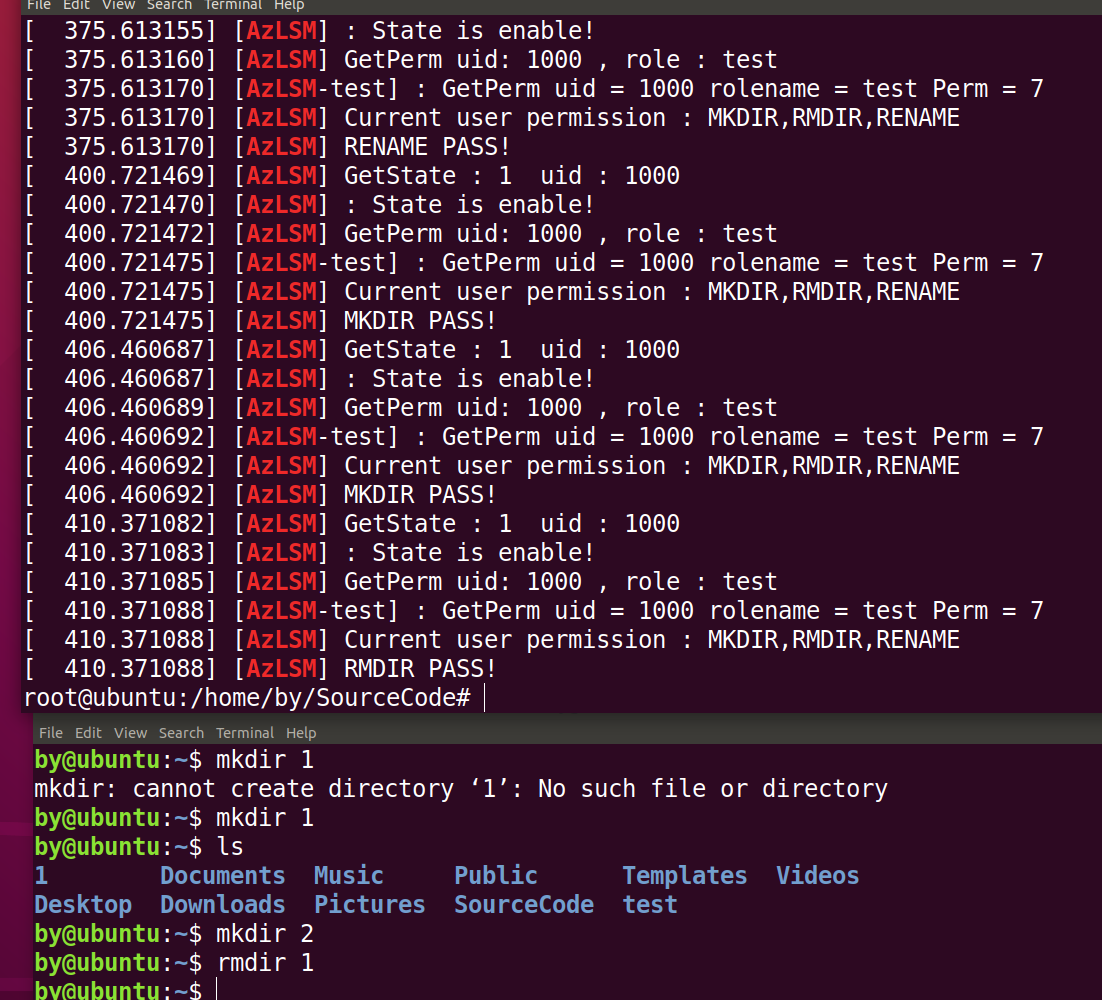 File Edit View Search Terminal Help
[  375.613155] [AzLSM] : State is enable!
[  375.613160] [AzLSM] GetPerm uid: 1000 , role : test
[  375.613170] [AzLSM-test] : GetPerm uid = 1000 rolename = test Perm = 7
[  375.613170] [AzLSM] Current user permission : MKDIR,RMDIR,RENAME
[  375.613170] [AzLSM] RENAME PASS!
[  400.721469] [AzLSM] GetState : 1  uid : 1000
[  400.721470] [AzLSM] : State is enable!
[  400.721472] [AzLSM] GetPerm uid: 1000 , role : test
[  400.721475] [AzLSM-test] : GetPerm uid = 1000 rolename = test Perm = 7
[  400.721475] [AzLSM] Current user permission : MKDIR,RMDIR,RENAME
[  400.721475] [AzLSM] MKDIR PASS!
[  406.460687] [AzLSM] GetState : 1  uid : 1000
[  406.460687] [AzLSM] : State is enable!
[  406.460689] [AzLSM] GetPerm uid: 1000 , role : test
[  406.460692] [AzLSM-test] : GetPerm uid = 1000 rolename = test Perm = 7
[  406.460692] [AzLSM] Current user permission : MKDIR,RMDIR,RENAME
[  406.460692] [AzLSM] MKDIR PASS!
[  410.371082] [AzLSM] GetState : 1  uid : 1000
[  410.371083] [AzLSM] : State is enable!
[  410.371085] [AzLSM] GetPerm uid: 1000 , role : test
[  410.371088] [AzLSM-test] : GetPerm uid = 1000 rolename = test Perm = 7
[  410.371088] [AzLSM] Current user permission : MKDIR,RMDIR,RENAME
[  410.371088] [AzLSM] RMDIR PASS!
root@ubuntu:/home/by/SourceCode#
File Edit View Search Terminal Help
by@ubuntu:~$ mkdir 1
mkdir: cannot create directory ‘1’: No such file or directory
by@ubuntu:~$ mkdir 1
by@ubuntu:~$ ls
1        Documents  Music     Public      Templates  Videos
Desktop  Downloads  Pictures  SourceCode  test
by@ubuntu:~$ mkdir 2
by@ubuntu:~$ rmdir 1
by@ubuntu:~$